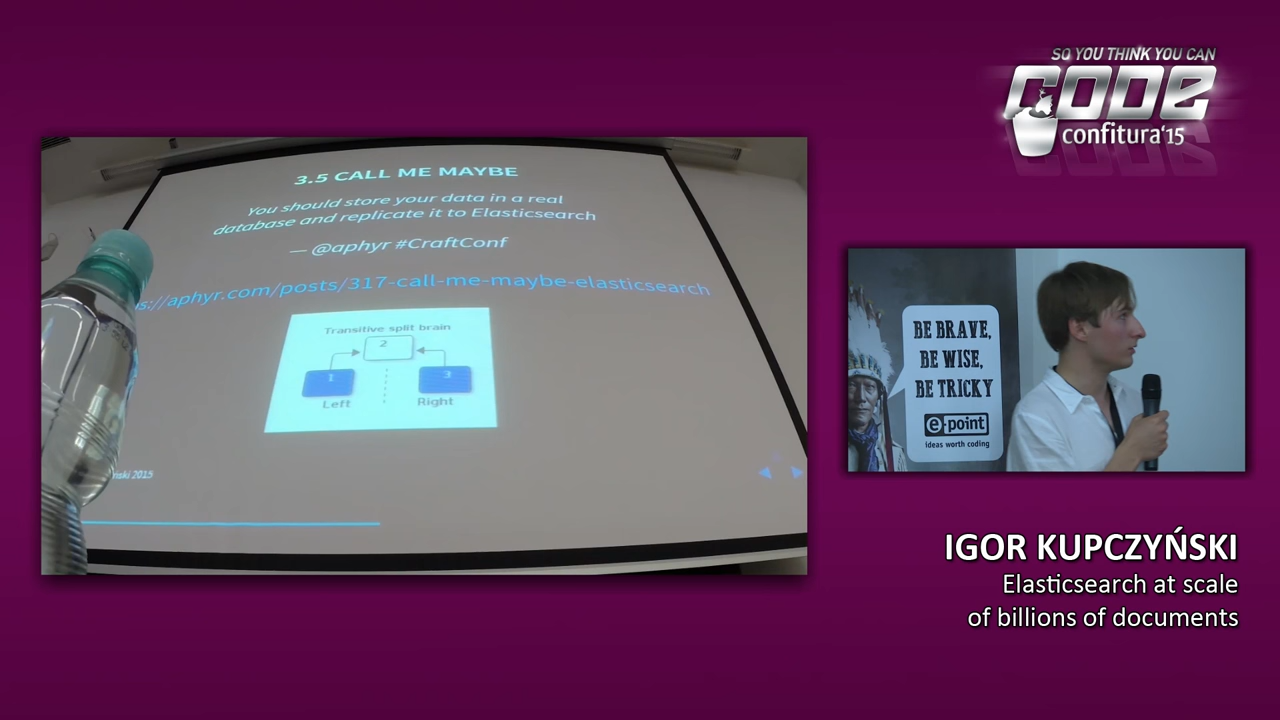 SO YOU THINK YOU CAN
CODE
confitura'15
3.5 CALL ME MAYBE
You should store your data in a real
database and replicate it to Elasticsearch
— @aphyr #CraftConf
s://aphyr.com/posts/317-call-me-maybe-elasticsearch
Transitive split brain
2
1
3
Left
Right
ński 2015
BE BRAVE,
BE WISE,
BE TRICKY
e-point
Ideas worth coding
IGOR KUPCZYŃSKI
Elasticsearch at scale
of billions of documents